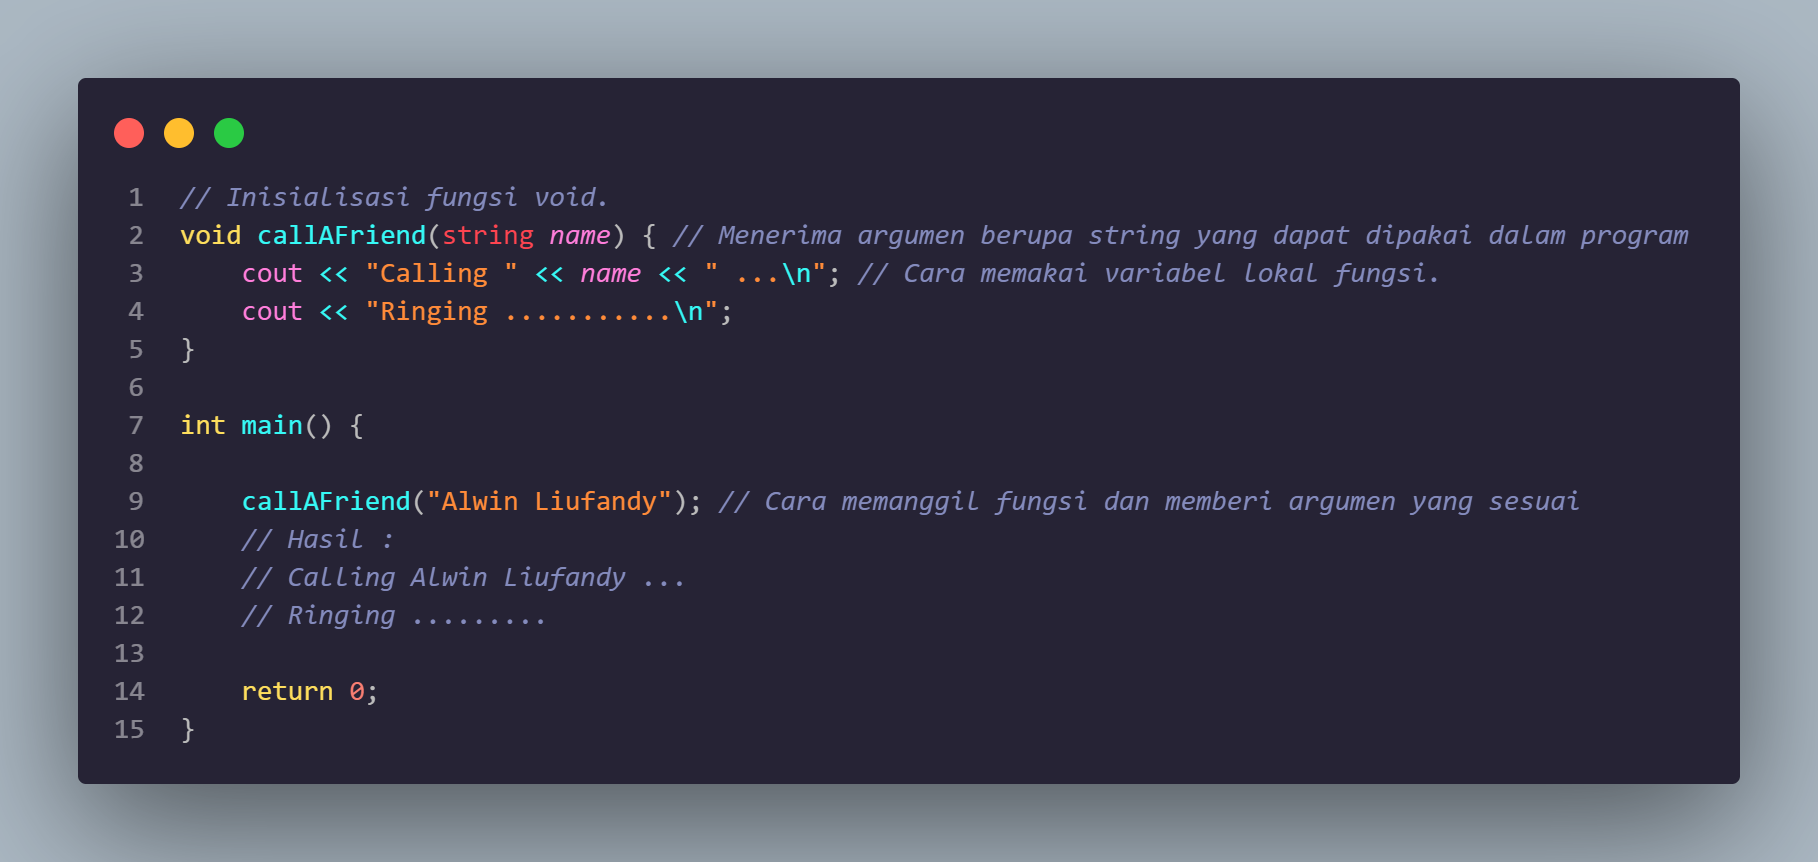 1 // Inisialisasi fungsi void.
2 void callAFriend(string name) { // Menerima argumen berupa string yang dapat dipakai dalam program
3     cout << "Calling " << name << " ...\n"; // Cara memakai variabel lokal fungsi.
4     cout << "Ringing ...........\n";
5 }
6
7 int main() {
8
9     callAFriend("Alwin Liufandy"); // Cara memanggil fungsi dan memberi argumen yang sesuai
10     // Hasil :
11     // Calling Alwin Liufandy ...
12     // Ringing .........
13
14     return 0;
15 }